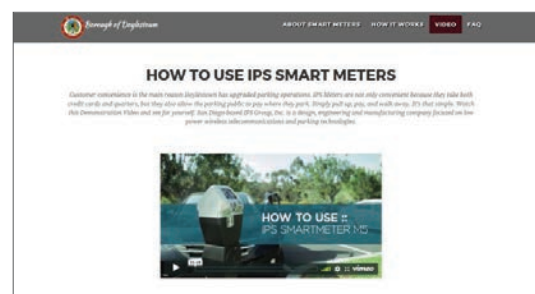 Borough of Doylestown
ABOUT SMART METERS HOW IT WORKS VIDEO FAQ
HOW TO USE IPS SMART METERS
Customer convenience is the main reason Doylestown has upgraded parking operations. IPS Meters are not only convenient because they take both
credit cards and quarters, but they also allow the parking public to pay where they park. Simply pull up, pay, and walk away. It's that simple. Watch
this Demonstration Video and see for yourself. San Diego-based IPS Group, Inc. is a design, engineering and manufacturing company focused on low
power wireless telecommunications and parking technologies.
HOW TO USE ::
IPS SMARTMETER M5
vimeo